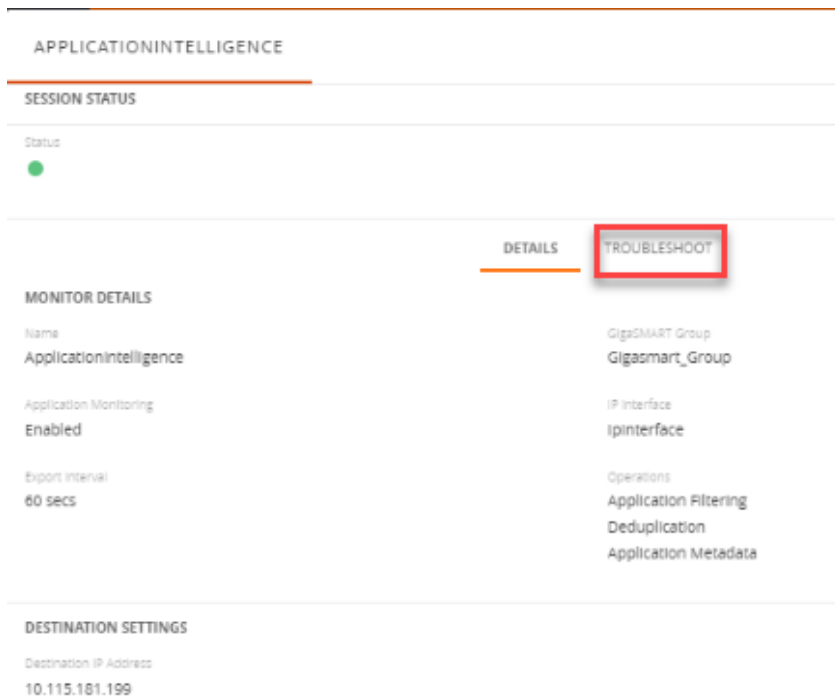 APPLICATIONINTELLIGENCE
SESSION STATUS
Status
DETAILS TROUBLESHOOT
MONITOR DETAILS
Name GigaSMART Group
ApplicationIntelligence Gigasmart_Group
Application Monitoring IP Interface
Enabled IpInterface
Export Interval Operations
60 secs Application Filtering
Deduplication
Application Metadata
DESTINATION SETTINGS
Destination IP Address
10.115.181.199